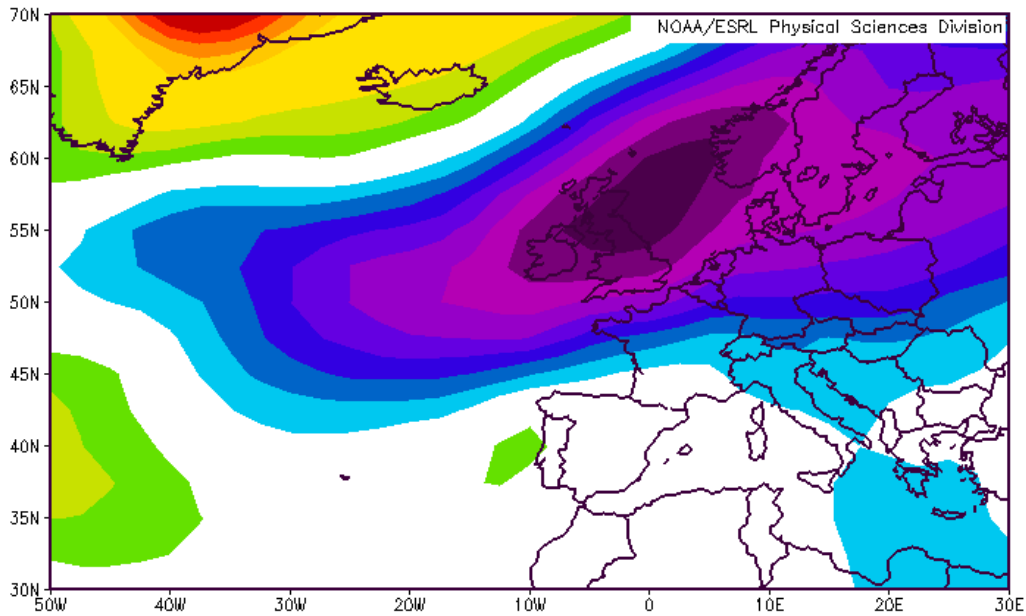 70N
NOAA/ESRL Physical Sciences Division
65N
60N
55N
50N
45N
40N
35N
30N
50W 40W 30W 20W 10W 0 10E 20E 30E